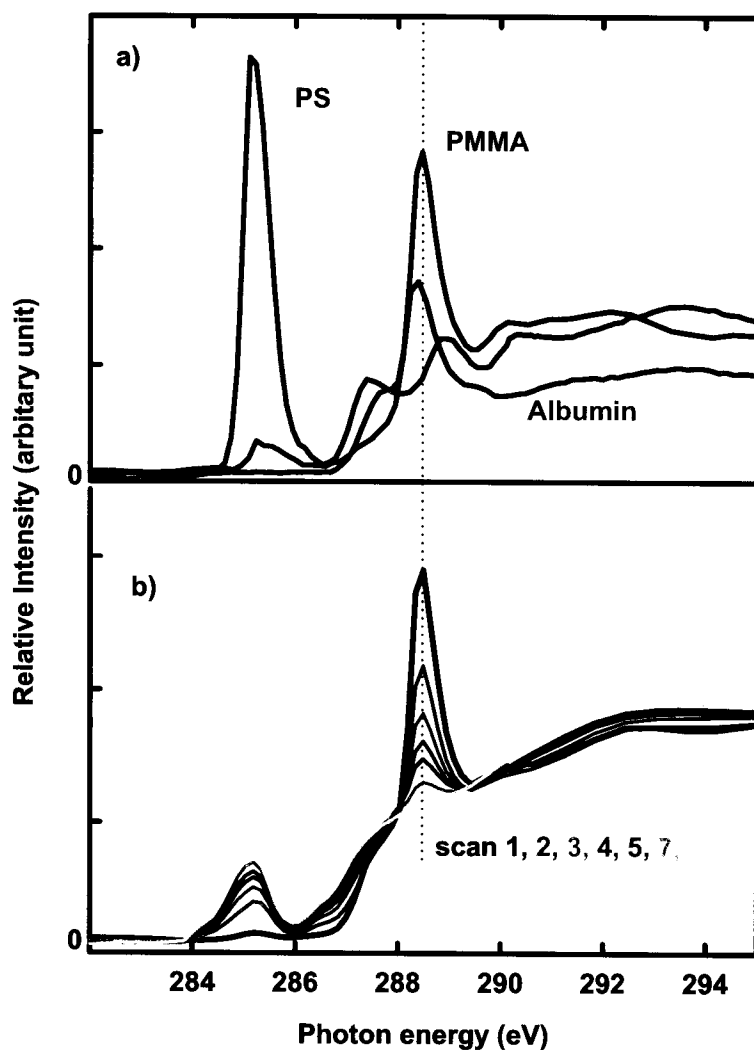 a)
PS
PMMA
Albumin
0
b)
scan 1, 2, 3, 4, 5, 7
0
284 286 288 290 292 294
Photon energy (eV)
Relative Intensity (arbitary unit)